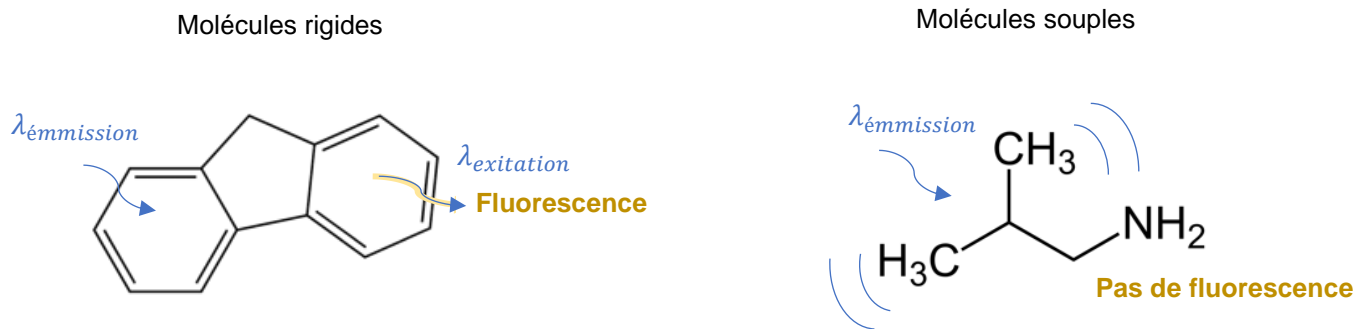 Molécules rigides
Molécules souples
λémmission
λexitation
Fluorescence
λémmission
CH3
NH2
H3C
Pas de fluorescence